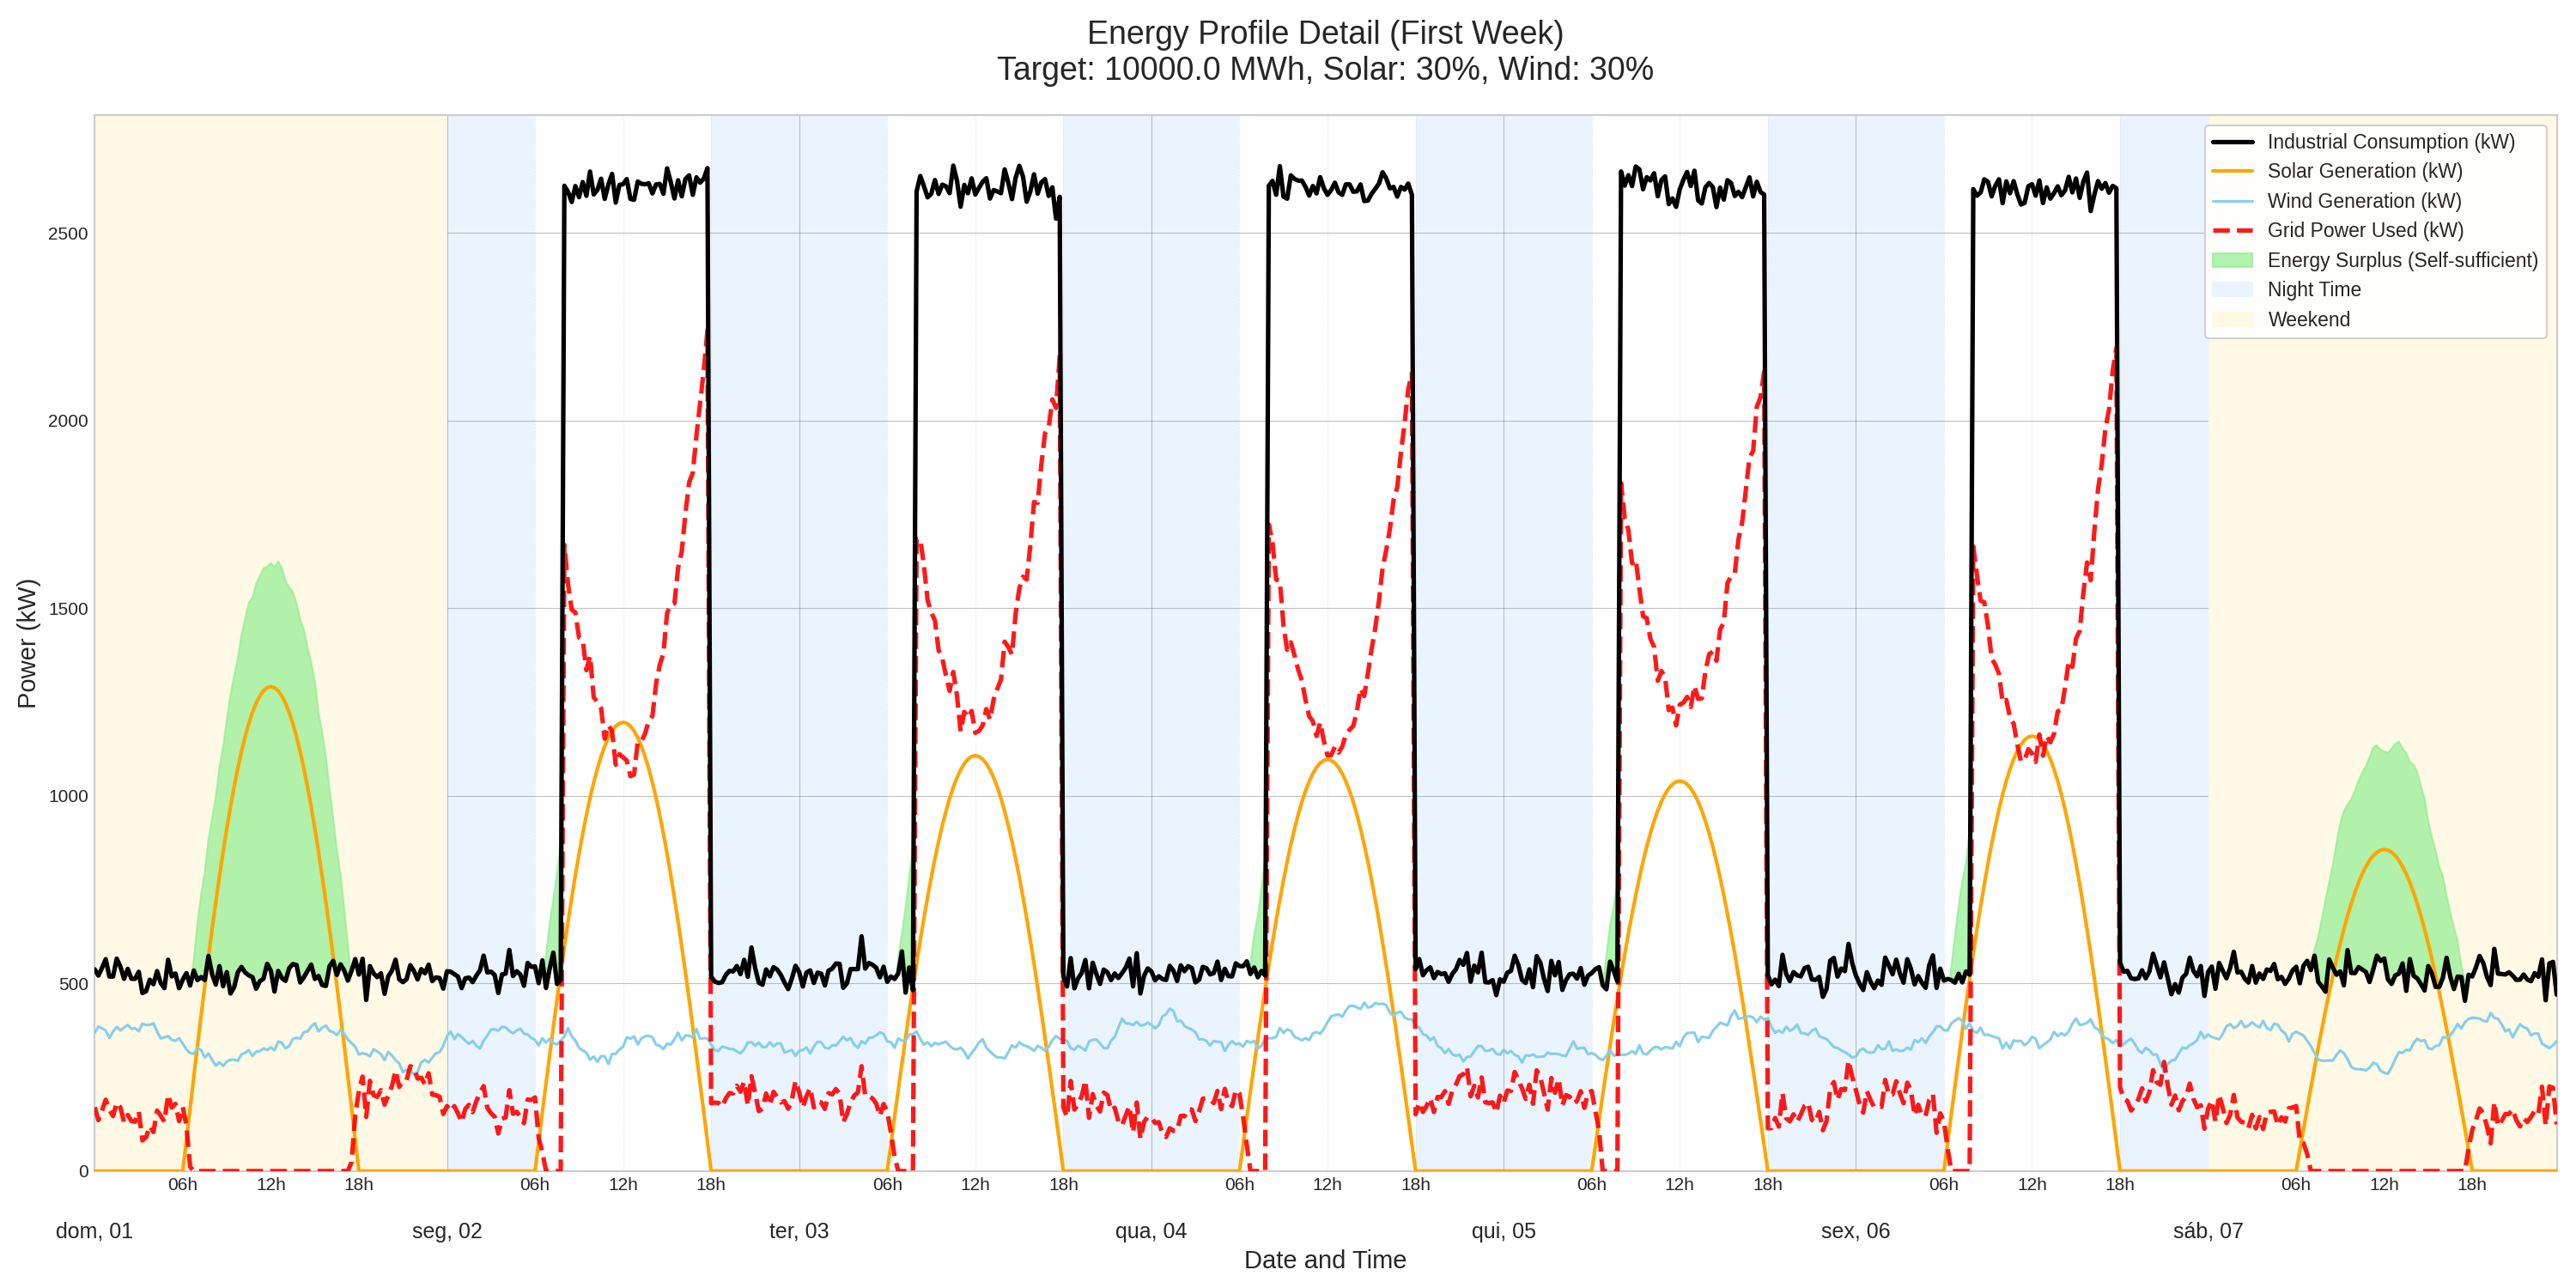 Energy Profile Detail (First Week)
Target: 10000.0 MWh, Solar: 30%, Wind: 30%
Industrial Consumption (kW)
Solar Generation (kW)
Wind Generation (kW)
Grid Power Used (kW)
Energy Surplus (Self-sufficient)
Night Time
Weekend
Power (kW)
2500
2000
1500
1000
500
0
06h 12h 18h 06h 12h 18h 06h 12h 18h 06h 12h 18h 06h 12h 18h 06h 12h 18h 06h 12h 18h
dom, 01 seg, 02 ter, 03 qua, 04 qui, 05 sex, 06 sáb, 07
Date and Time